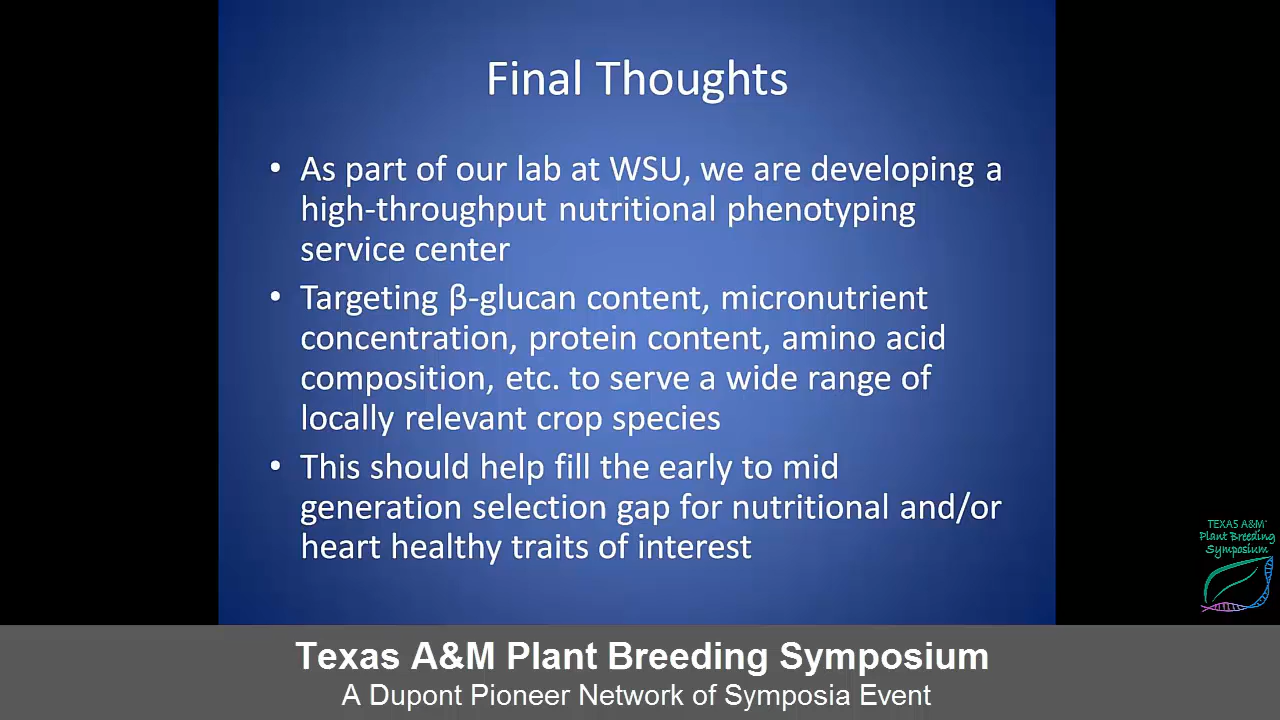 Final Thoughts
• As part of our lab at WSU, we are developing a
high-throughput nutritional phenotyping
service center
• Targeting β-glucan content, micronutrient
concentration, protein content, amino acid
composition, etc. to serve a wide range of
locally relevant crop species
• This should help fill the early to mid
generation selection gap for nutritional and/or
heart healthy traits of interest
TEXAS A&M
Plant Breeding
Symposium
Texas A&M Plant Breeding Symposium
A Dupont Pioneer Network of Symposia Event